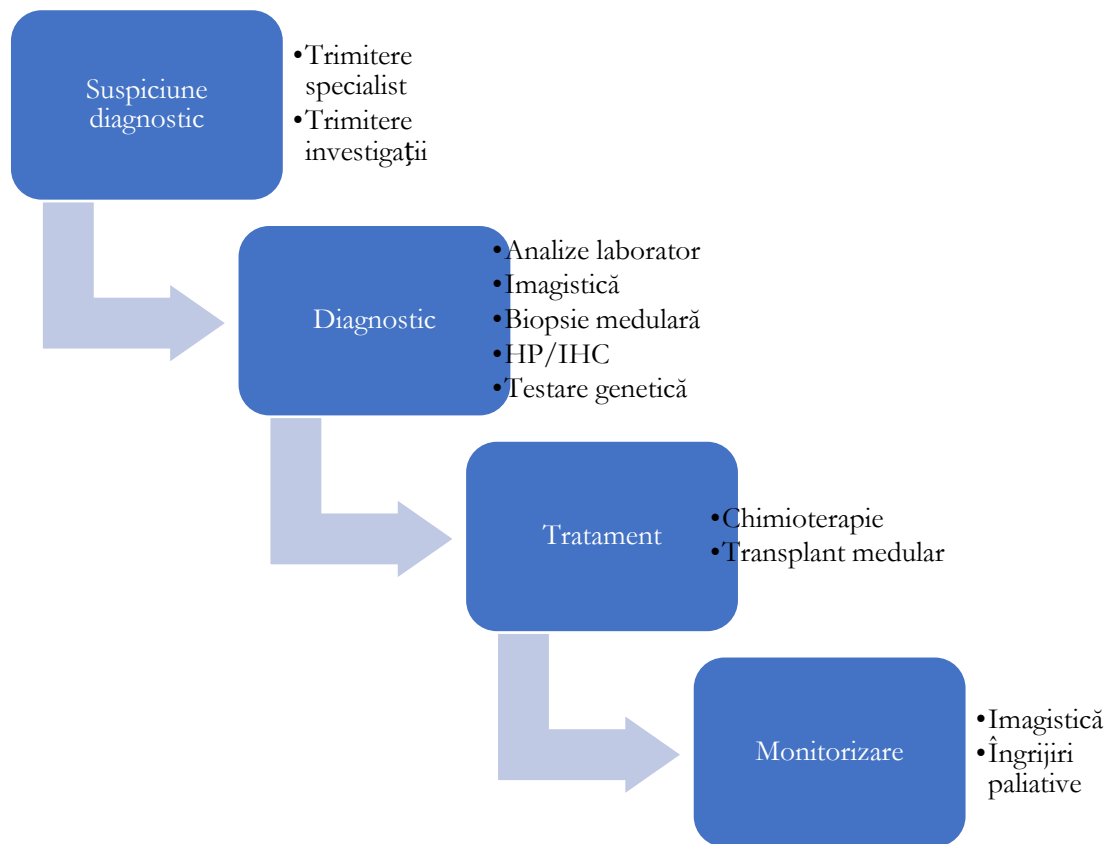 Suspiciune
diagnostic
•Trimitere
specialist
•Trimitere
investigaţii
Diagnostic
•Analize laborator
•Imagistică
•Biopsie medulară
•HP/IHC
•Testare genetică
Tratament
•Chimioterapie
•Transplant medular
Monitorizare
•Imagistică
•Îngrijiri
paliative